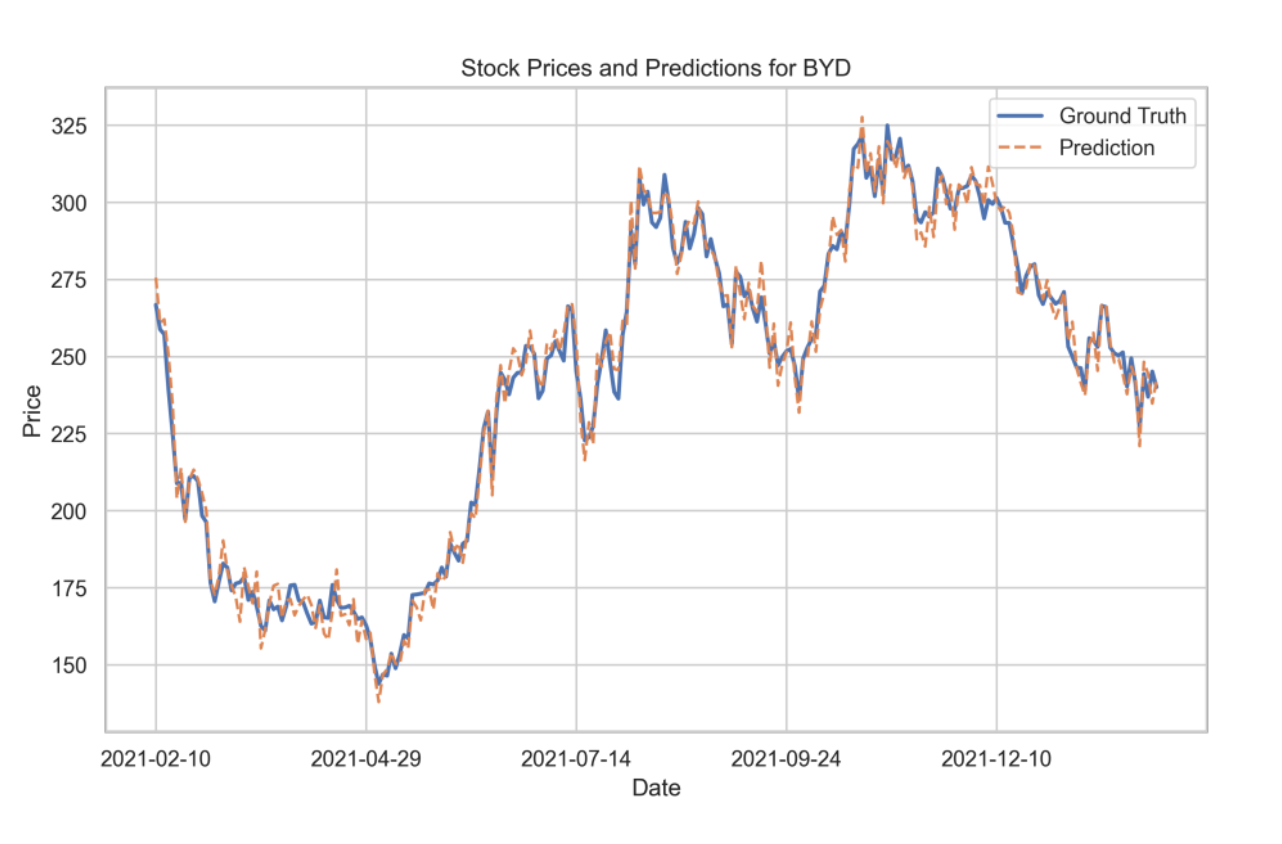 Stock Prices and Predictions for BYD
Ground Truth
Prediction
325
300
275
250
225
200
175
150
Price
2021-02-10 2021-04-29 2021-07-14 2021-09-24 2021-12-10
Date